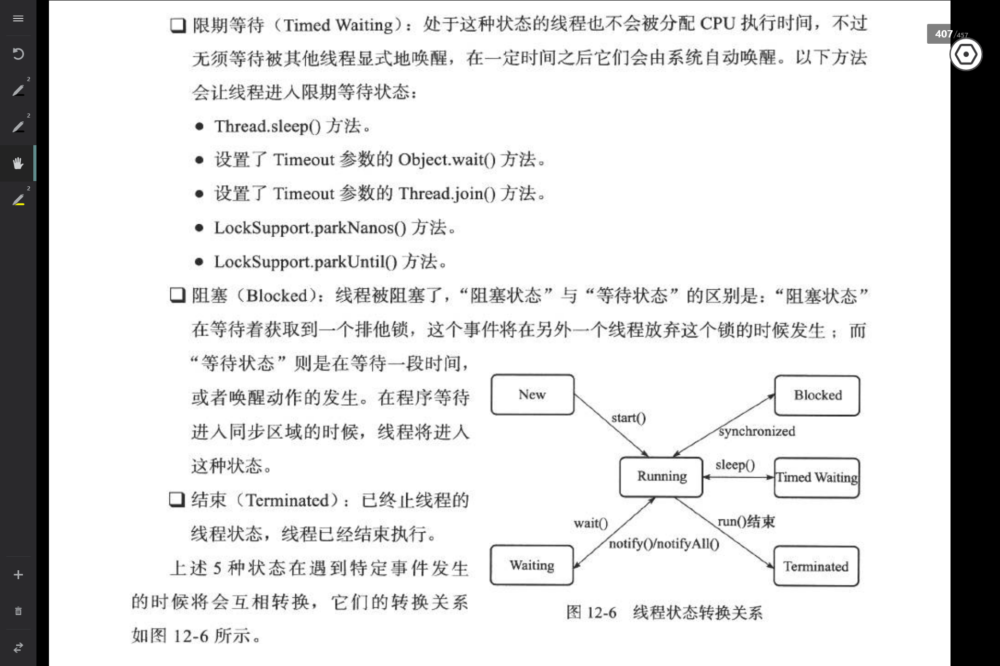 407/457
2
2
2
❑ 限期等待（Timed Waiting）：处于这种状态的线程也不会被分配 CPU 执行时间，不过
无须等待被其他线程显式地唤醒，在一定时间之后它们会由系统自动唤醒。以下方法
会让线程进入限期等待状态：
● Thread.sleep() 方法。
● 设置了 Timeout 参数的 Object.wait() 方法。
● 设置了 Timeout 参数的 Thread.join() 方法。
● LockSupport.parkNanos() 方法。
● LockSupport.parkUntil() 方法。
❑ 阻塞（Blocked）：线程被阻塞了，“阻塞状态”与“等待状态”的区别是：“阻塞状态”
在等待着获取到一个排他锁，这个事件将在另外一个线程放弃这个锁的时候发生；而
“等待状态”则是在等待一段时间，
或者唤醒动作的发生。在程序等待
进入同步区域的时候，线程将进入
这种状态。
❑ 结束（Terminated）：已终止线程的
线程状态，线程已经结束执行。
上述 5 种状态在遇到特定事件发生
的时候将会互相转换，它们的转换关系
如图 12-6 所示。
New
Blocked
start()
synchronized
Running
sleep()
Timed Waiting
wait()
run()结束
notify()/notifyAll()
Waiting
Terminated
图 12-6 线程状态转换关系